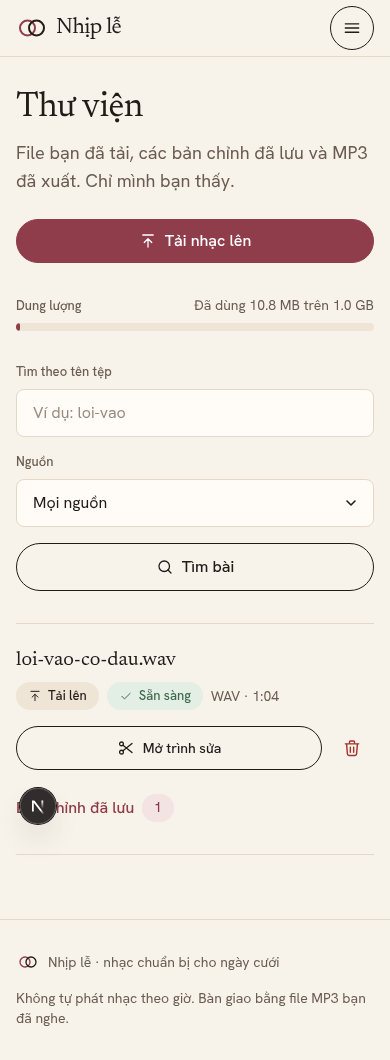 Nhịp lễ
Thư viện
File bạn đã tải, các bản chỉnh đã lưu và MP3
đã xuất. Chỉ mình bạn thấy.
Tải nhạc lên
Dung lượng
Đã dùng 10.8 MB trên 1.0 GB
Tìm theo tên tệp
Ví dụ: loi-vao
Nguồn
Mọi nguồn
Tìm bài
loi-vao-co-dau.wav
Tải lên
Sẵn sàng
WAV · 1:04
Mở trình sửa
N
đã lưu 1
Nhịp lễ · nhạc chuẩn bị cho ngày cưới
Không tự phát nhạc theo giờ. Bàn giao bằng file MP3 bạn
đã nghe.